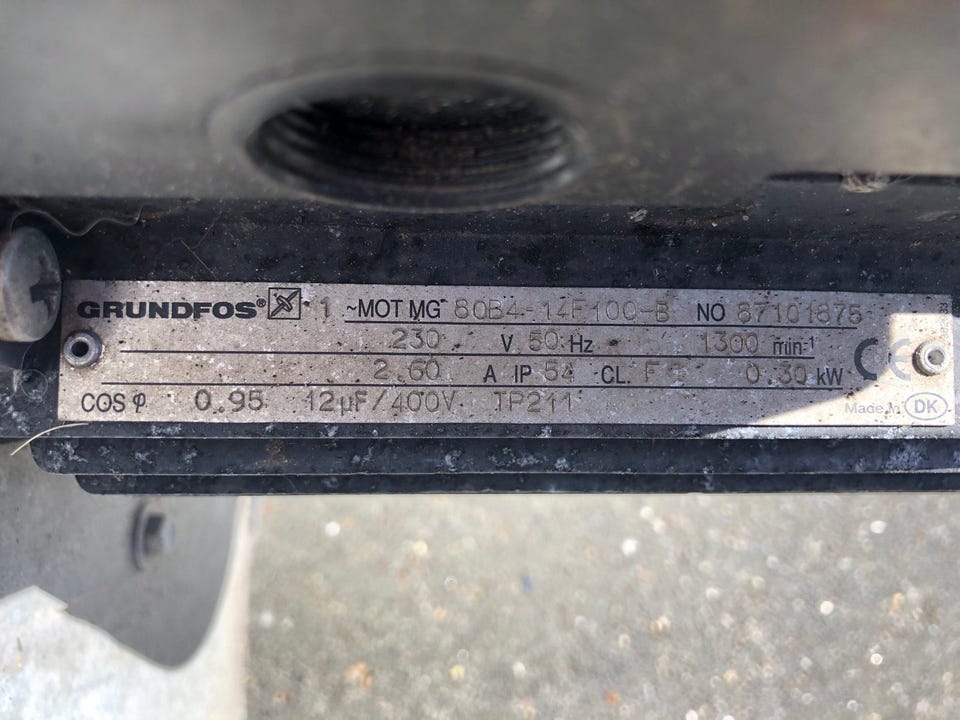 GRUNDFOS® 1 ~MOT MG 80B4-14F100-B NO 87101875
230 V 50 Hz 1300 min-1
2.60 A IP 54 CL. F 0.30 kW CE
COS φ 0.95 12µF/400V TP211 Made in DK